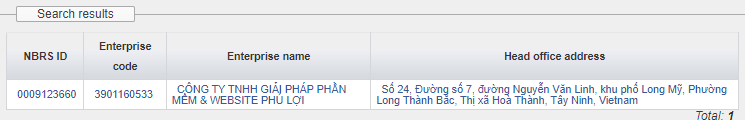 Search results
NBRS ID
Enterprise code
Enterprise name
Head office address
0009123660
3901160533
CÔNG TY TNHH GIẢI PHÁP PHẦN
MỀM & WEBSITE PHÚ LỢI
Số 24, Đường số 7, đường Nguyễn Văn Linh, khu phố Long Mỹ, Phường
Long Thành Bắc, Thị xã Hoà Thành, Tây Ninh, Vietnam
Total: 1